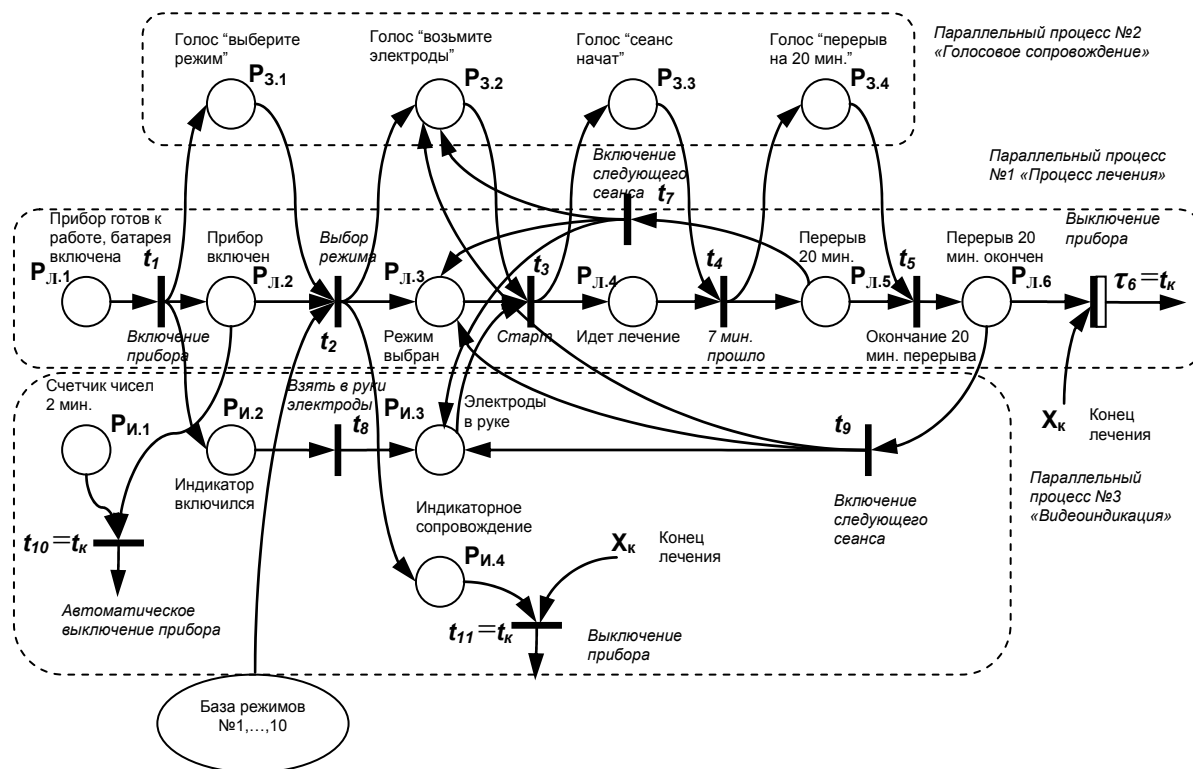 Голос "выберите
режим"
P3.1
Голос "возьмите
электроды"
P3.2
Голос "сеанс
начат"
P3.3
Голос "перерыв
на 20 мин."
P3.4
Параллельный процесс №2
«Голосовое сопровождение»
Включение
следующего
сеанса
t7
Параллельный процесс
№1 «Процесс лечения»
Прибор готов к
работе, батарея
включена
PЛ.1
t1
Включение
прибора
Прибор
включен
PЛ.2
Выбор
режима
t2
PЛ.3
Режим
выбран
t3
Старт
PЛ.4
Идет лечение
t4
7 мин.
прошло
Перерыв
20 мин.
PЛ.5
t5
Окончание 20
мин. перерыва
Перерыв 20
мин. окончен
PЛ.6
Выключение
прибора
τ6=tк
Xк
Конец
лечения
Счетчик чисел
2 мин.
PИ.1
PИ.2
Индикатор
включился
Взять в руки
электроды
t8
PИ.3
Электроды
в руке
t9
Включение
следующего
сеанса
Параллельный
процесс №3
«Видеоиндикация»
t10=tк
Автоматическое
выключение прибора
Индикаторное
сопровождение
PИ.4
Xк
Конец
лечения
t11=tк
Выключение
прибора
База режимов
№1,…,10